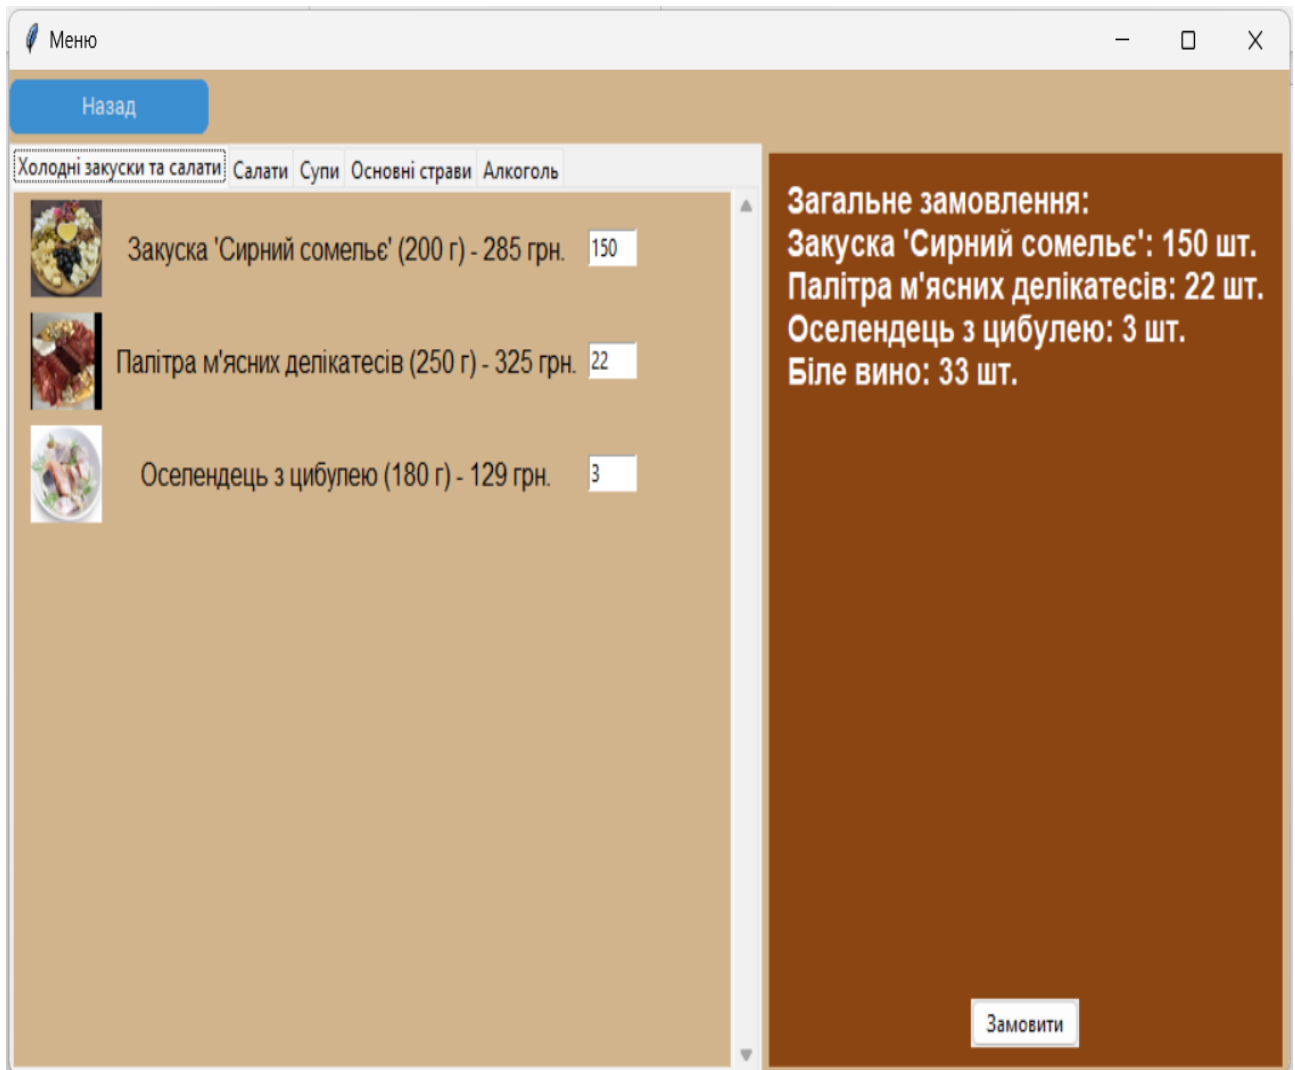 Меню
Назад
Холодні закуски та салати Салати Супи Основні страви Алкоголь
Закуска 'Сирний сомельє' (200 г) - 285 грн. 150
Палітра м'ясних делікатесів (250 г) - 325 грн. 22
Оселендець з цибулею (180 г) - 129 грн. 3
Загальне замовлення:
Закуска 'Сирний сомельє': 150 шт.
Палітра м'ясних делікатесів: 22 шт.
Оселендець з цибулею: 3 шт.
Біле вино: 33 шт.
Замовити